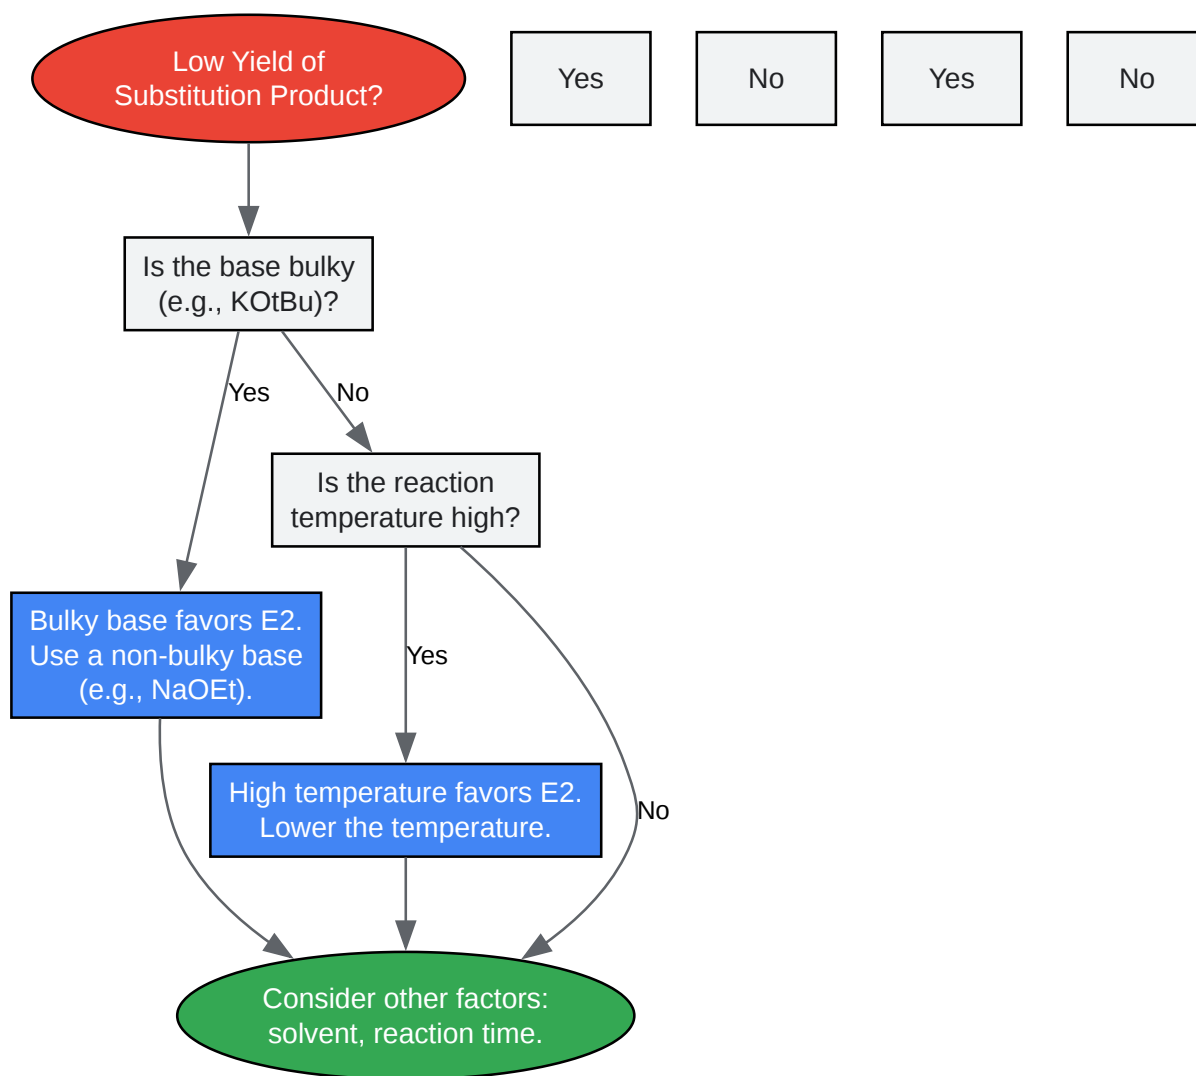 Low Yield of
Substitution Product?
Yes
No
Yes
No
Is the base bulky
(e.g., KOtBu)?
Yes
No
Is the reaction
temperature high?
Bulky base favors E2.
Use a non-bulky base
(e.g., NaOEt).
Yes
High temperature favors E2.
Lower the temperature.
No
Consider other factors:
solvent, reaction time.